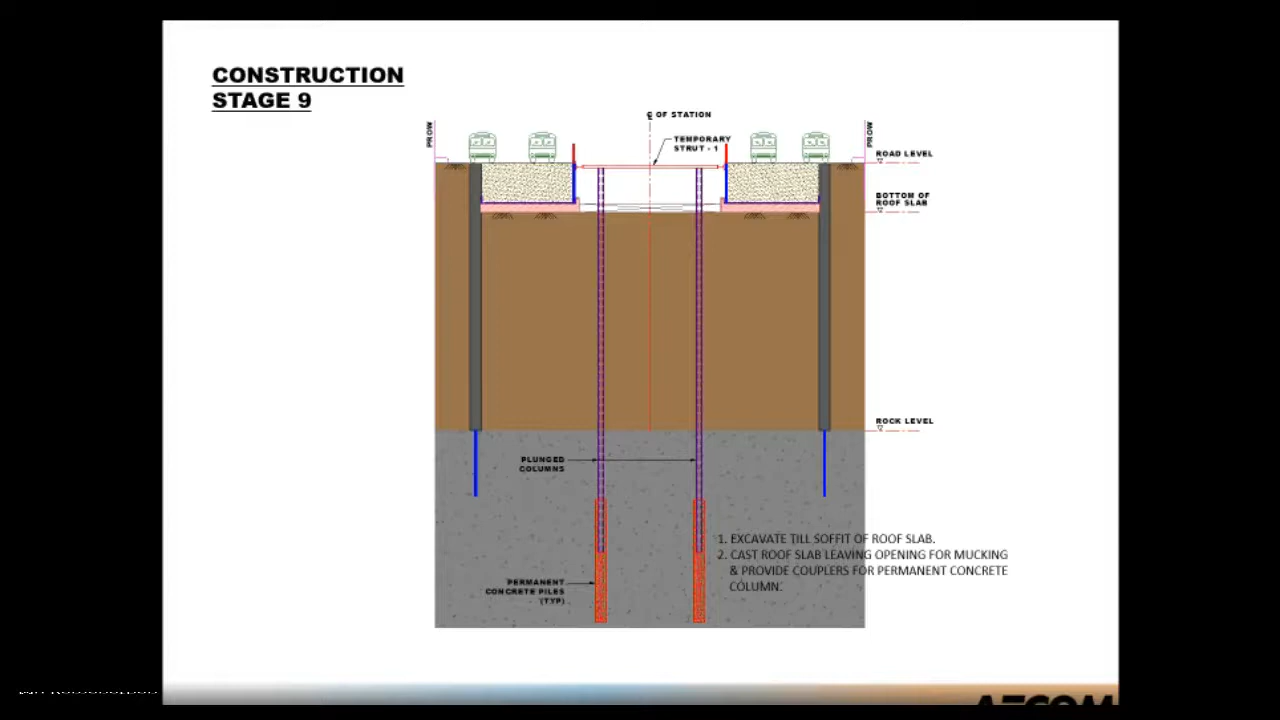 CONSTRUCTION
STAGE 9
℄ OF STATION
PROW
TEMPORARY
STRUT - 1
PROW
ROAD LEVEL
BOTTOM OF
ROOF SLAB
ROCK LEVEL
PLUNGED
COLUMNS
1. EXCAVATE TILL SOFFIT OF ROOF SLAB.
2. CAST ROOF SLAB LEAVING OPENING FOR MUCKING
& PROVIDE COUPLERS FOR PERMANENT CONCRETE
COLUMN.
PERMANENT
CONCRETE PILES
(TYP)
AECOM